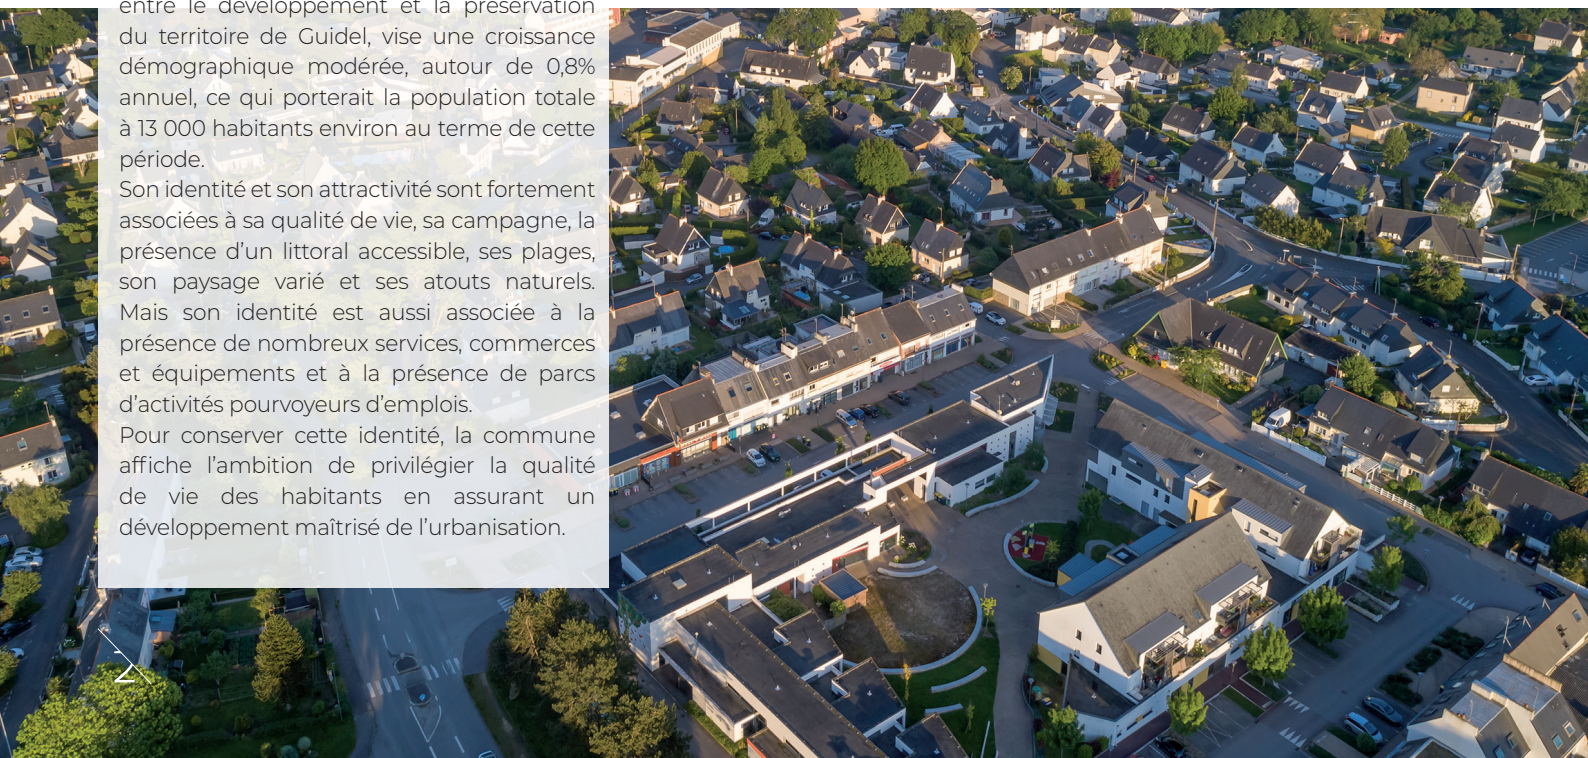 entre le développement et la préservation
du territoire de Guidel, vise une croissance
démographique modérée, autour de 0,8%
annuel, ce qui porterait la population totale
à 13 000 habitants environ au terme de cette
période.
Son identité et son attractivité sont fortement
associées à sa qualité de vie, sa campagne, la
présence d’un littoral accessible, ses plages,
son paysage varié et ses atouts naturels.
Mais son identité est aussi associée à la
présence de nombreux services, commerces
et équipements et à la présence de parcs
d’activités pourvoyeurs d’emplois.
Pour conserver cette identité, la commune
affiche l’ambition de privilégier la qualité
de vie des habitants en assurant un
développement maîtrisé de l’urbanisation.